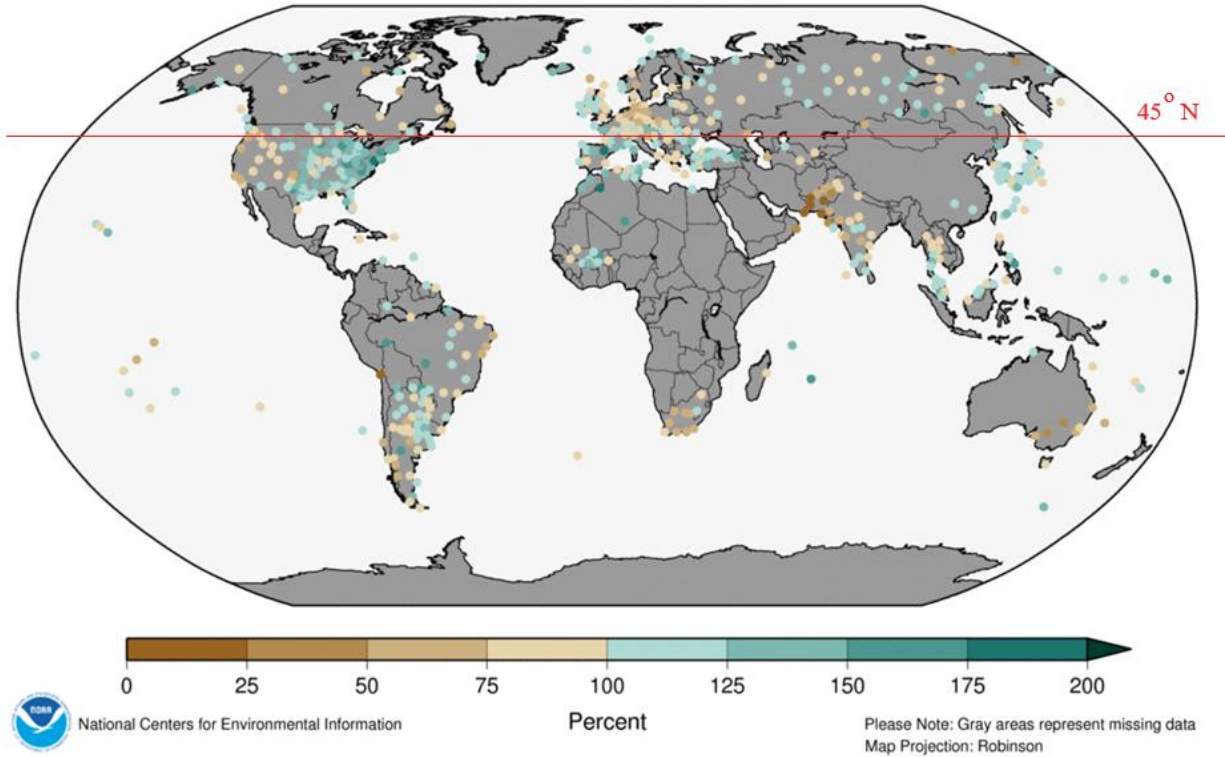 45° N
0 25 50 75 100 125 150 175 200
NOAA
National Centers for Environmental Information
Percent
Please Note: Gray areas represent missing data
Map Projection: Robinson